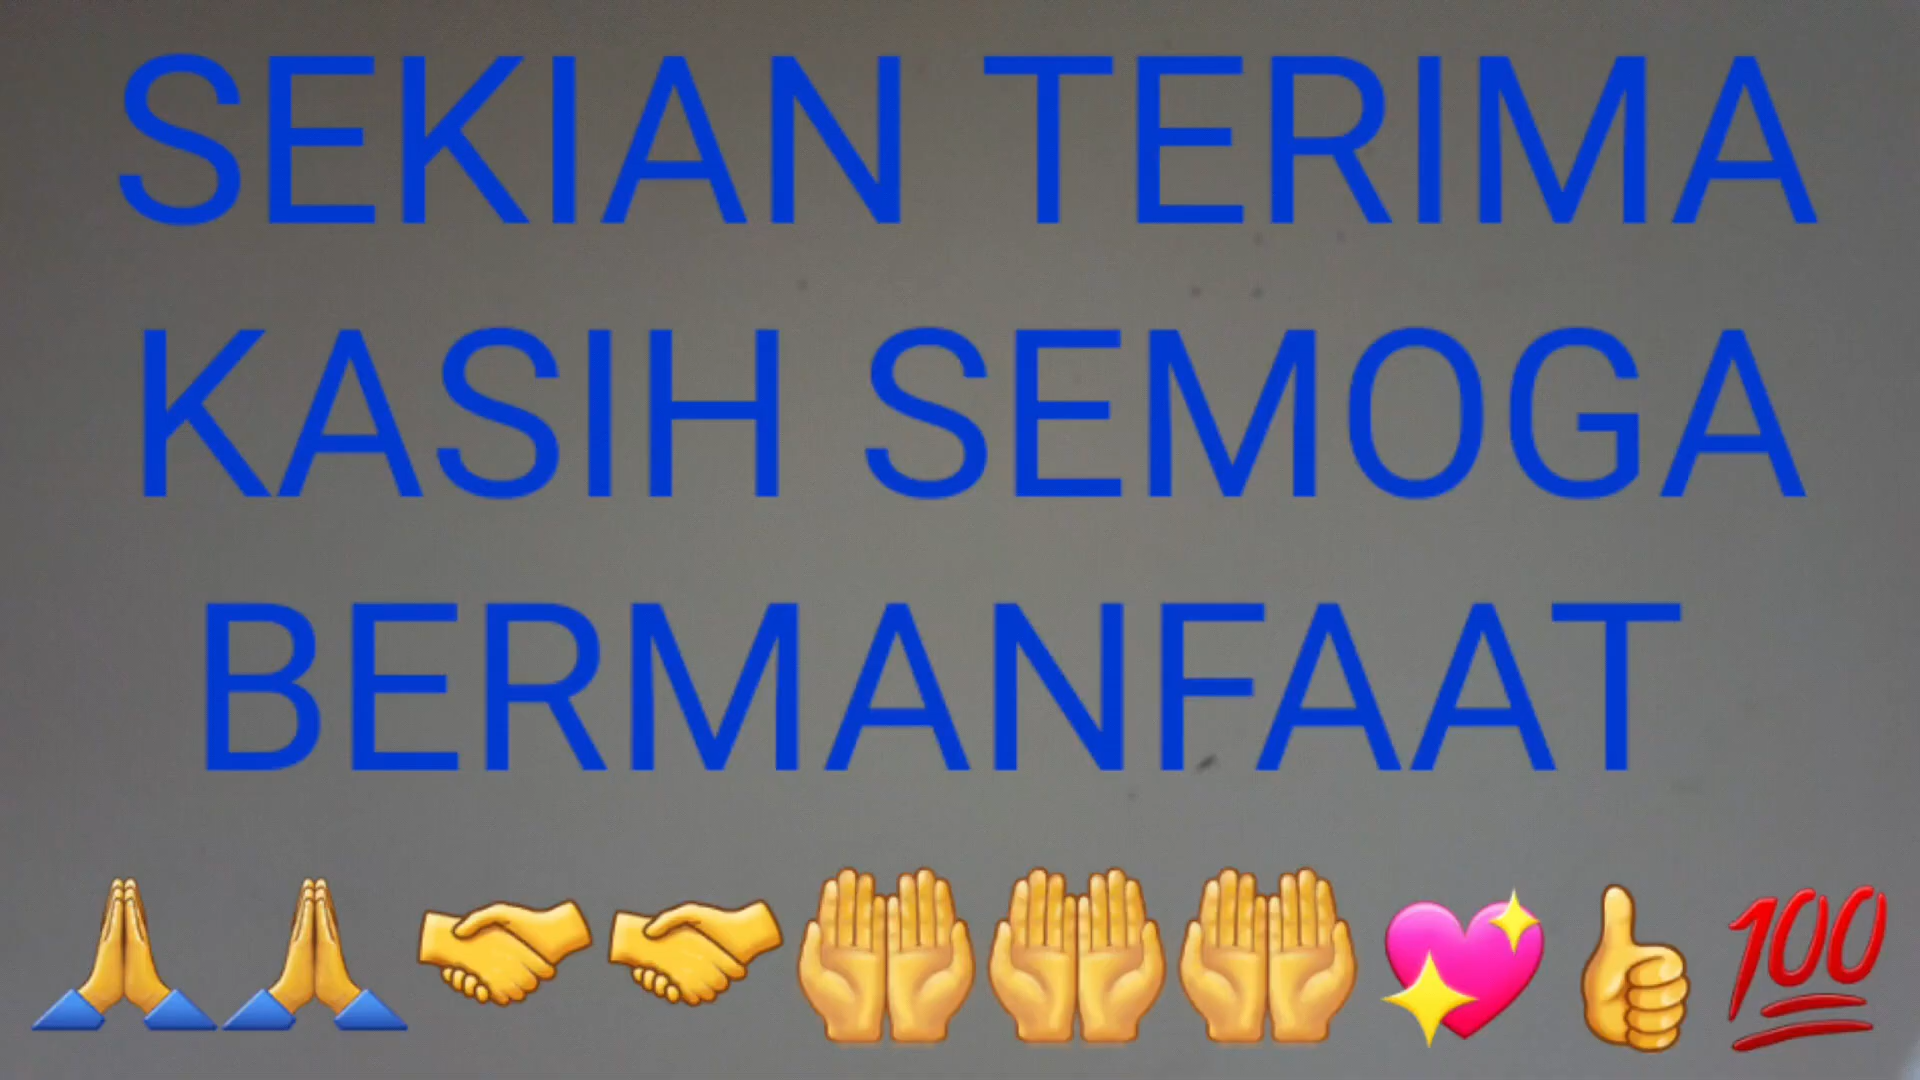 SEKIAN TERIMA
KASIH SEMOGA
BERMANFAAT
🙏🙏🤝🤝🤲🤲🤲💖👍💯